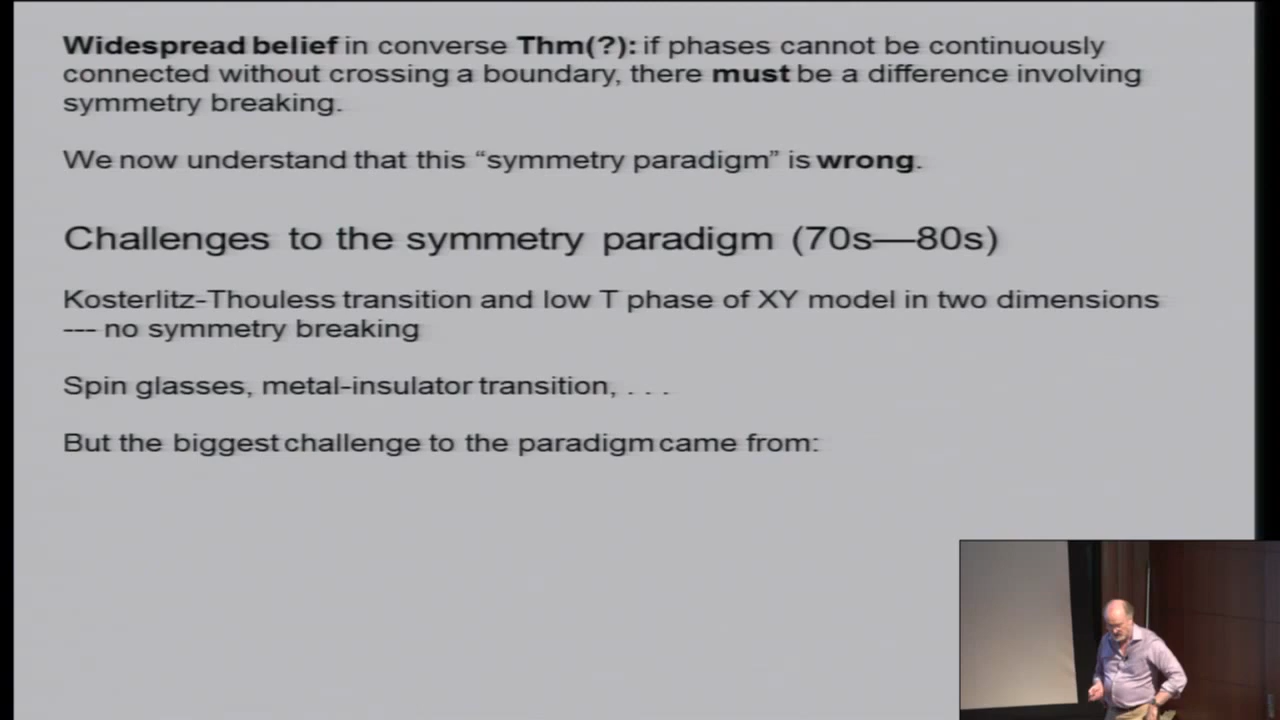 Widespread belief in converse Thm(?): if phases cannot be continuously
connected without crossing a boundary, there must be a difference involving
symmetry breaking.
We now understand that this “symmetry paradigm” is wrong.
Challenges to the symmetry paradigm (70s—80s)
Kosterlitz-Thouless transition and low T phase of XY model in two dimensions
--- no symmetry breaking
Spin glasses, metal-insulator transition, . . .
But the biggest challenge to the paradigm came from: